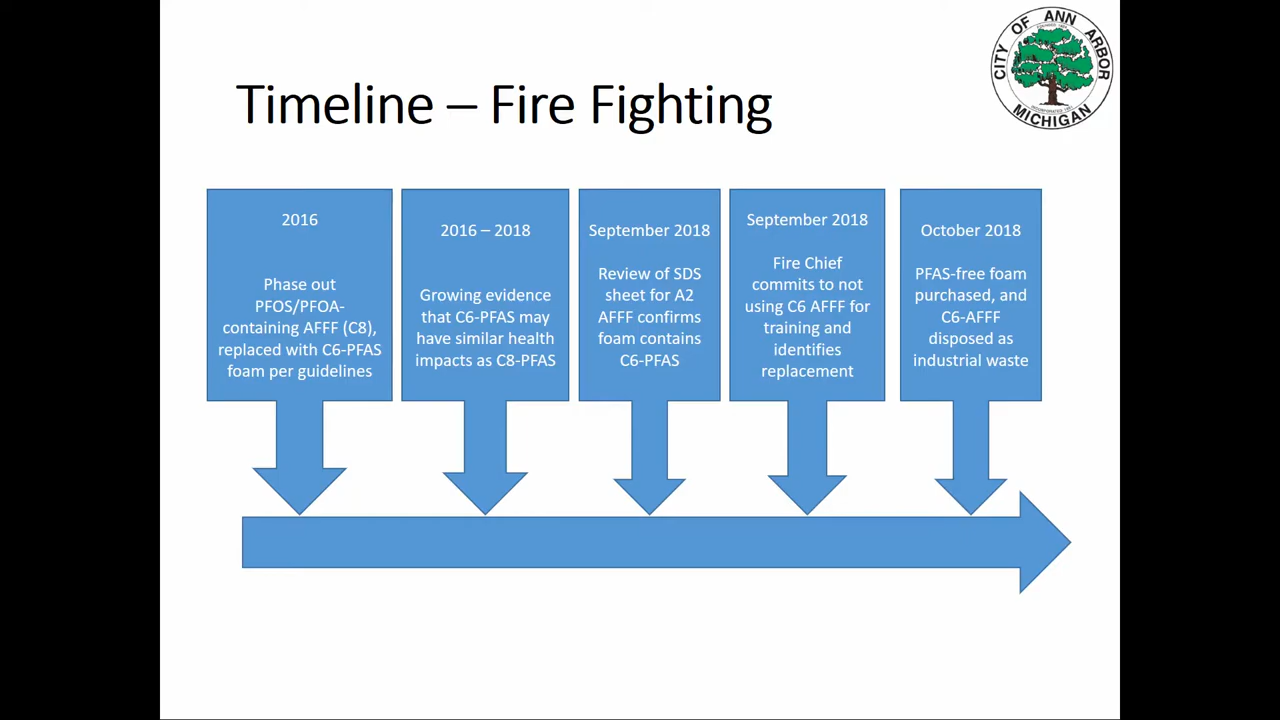 CITY OF ANN ARBOR
MICHIGAN
Timeline – Fire Fighting
2016
Phase out
PFOS/PFOA-
containing AFFF (C8),
replaced with C6-PFAS
foam per guidelines
2016 – 2018
Growing evidence
that C6-PFAS may
have similar health
impacts as C8-PFAS
September 2018
Review of SDS
sheet for A2
AFFF confirms
foam contains
C6-PFAS
September 2018
Fire Chief
commits to not
using C6 AFFF for
training and
identifies
replacement
October 2018
PFAS-free foam
purchased, and
C6-AFFF
disposed as
industrial waste